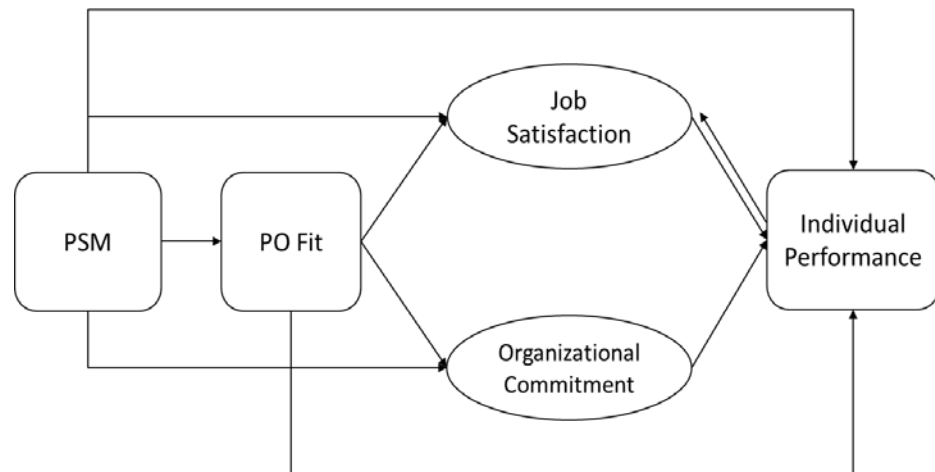 Job
Satisfaction
PSM
PO Fit
Individual
Performance
Organizational
Commitment